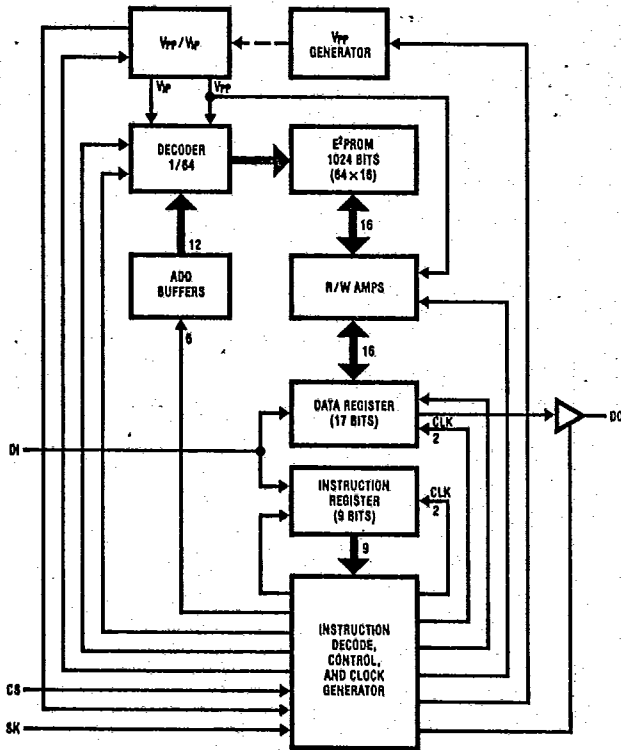 VPP/VXP
VPP
GENERATOR
VPP
DECODER
1/64
E²PROM
1024 BITS
(64×16)
12
16
ADD
BUFFERS
R/W AMPS
6
16
DATA REGISTER
(17 BITS)
CLK
2
DO
DI
INSTRUCTION
REGISTER
(9 BITS)
CLK
2
9
INSTRUCTION
DECODE,
CONTROL,
AND CLOCK
GENERATOR
CS
SK